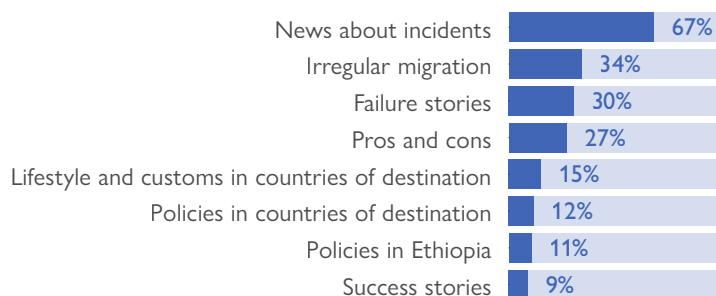 News about incidents 67%
Irregular migration 34%
Failure stories 30%
Pros and cons 27%
Lifestyle and customs in countries of destination 15%
Policies in countries of destination 12%
Policies in Ethiopia 11%
Success stories 9%